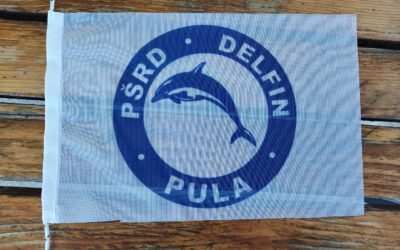 PŠRD · DELFIN
· PULA ·